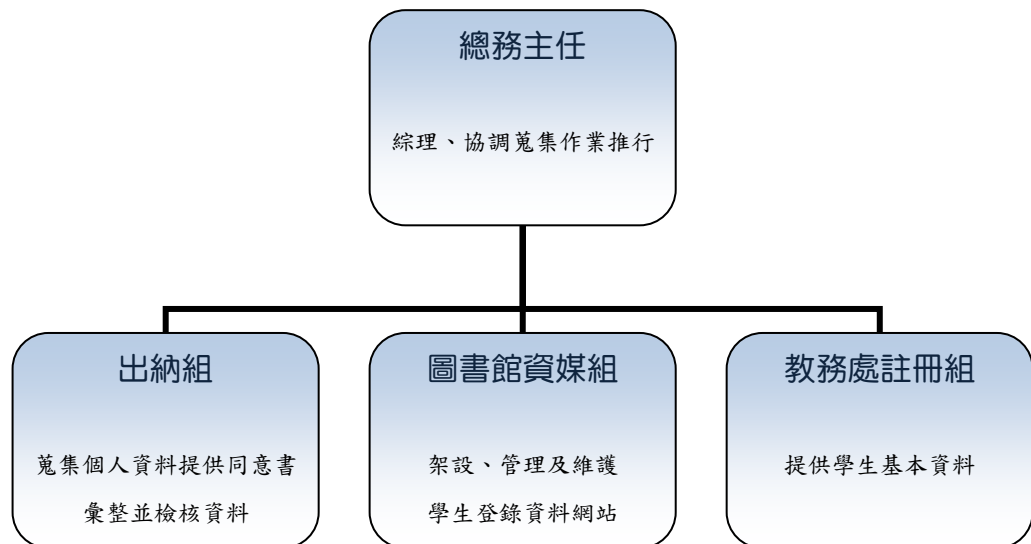 總務主任
綜理、協調蒐集作業推行
出納組
蒐集個人資料提供同意書
彙整並檢核資料
圖書館資媒組
架設、管理及維護
學生登錄資料網站
教務處註冊組
提供學生基本資料